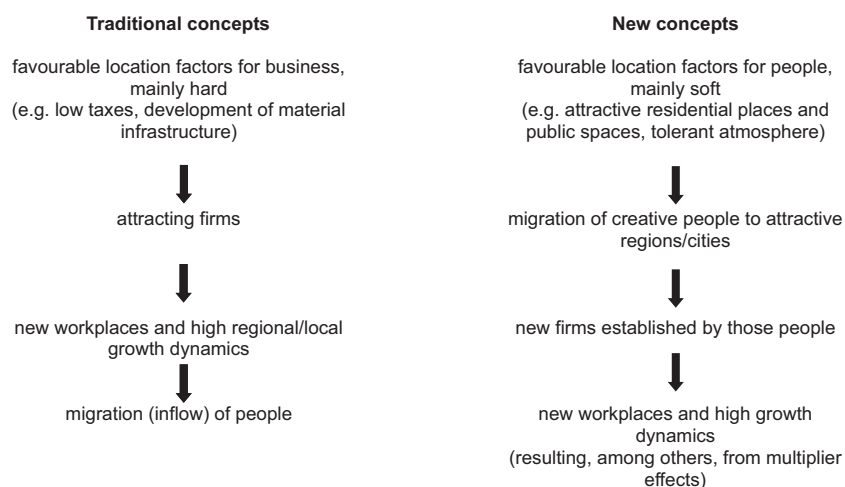 Traditional concepts
favourable location factors for business,
mainly hard
(e.g. low taxes, development of material
infrastructure)
attracting firms
new workplaces and high regional/local
growth dynamics
migration (inflow) of people
New concepts
favourable location factors for people,
mainly soft
(e.g. attractive residential places and
public spaces, tolerant atmosphere)
migration of creative people to attractive
regions/cities
new firms established by those people
new workplaces and high growth
dynamics
(resulting, among others, from multiplier
effects)